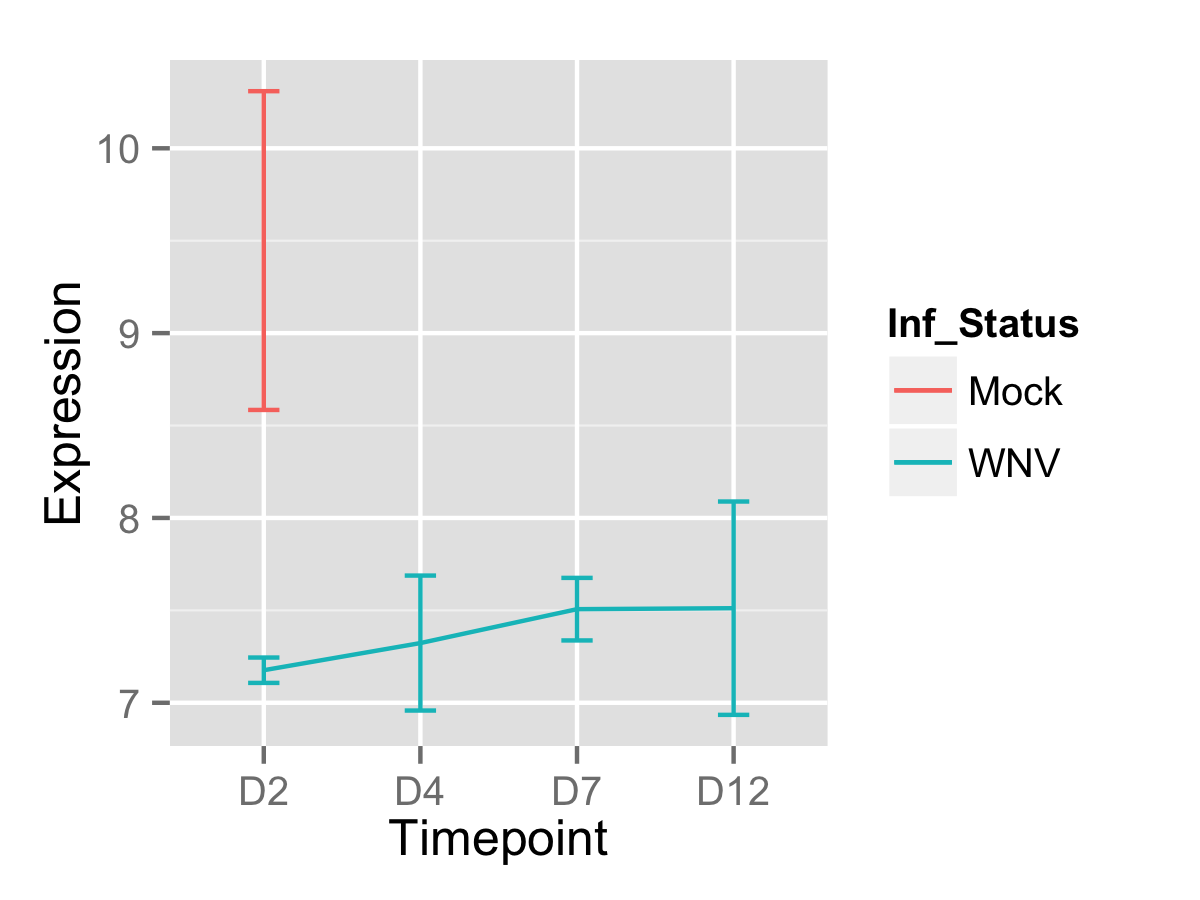 10
9
8
7
Expression
D2 D4 D7 D12
Timepoint
Inf_Status
Mock
WNV